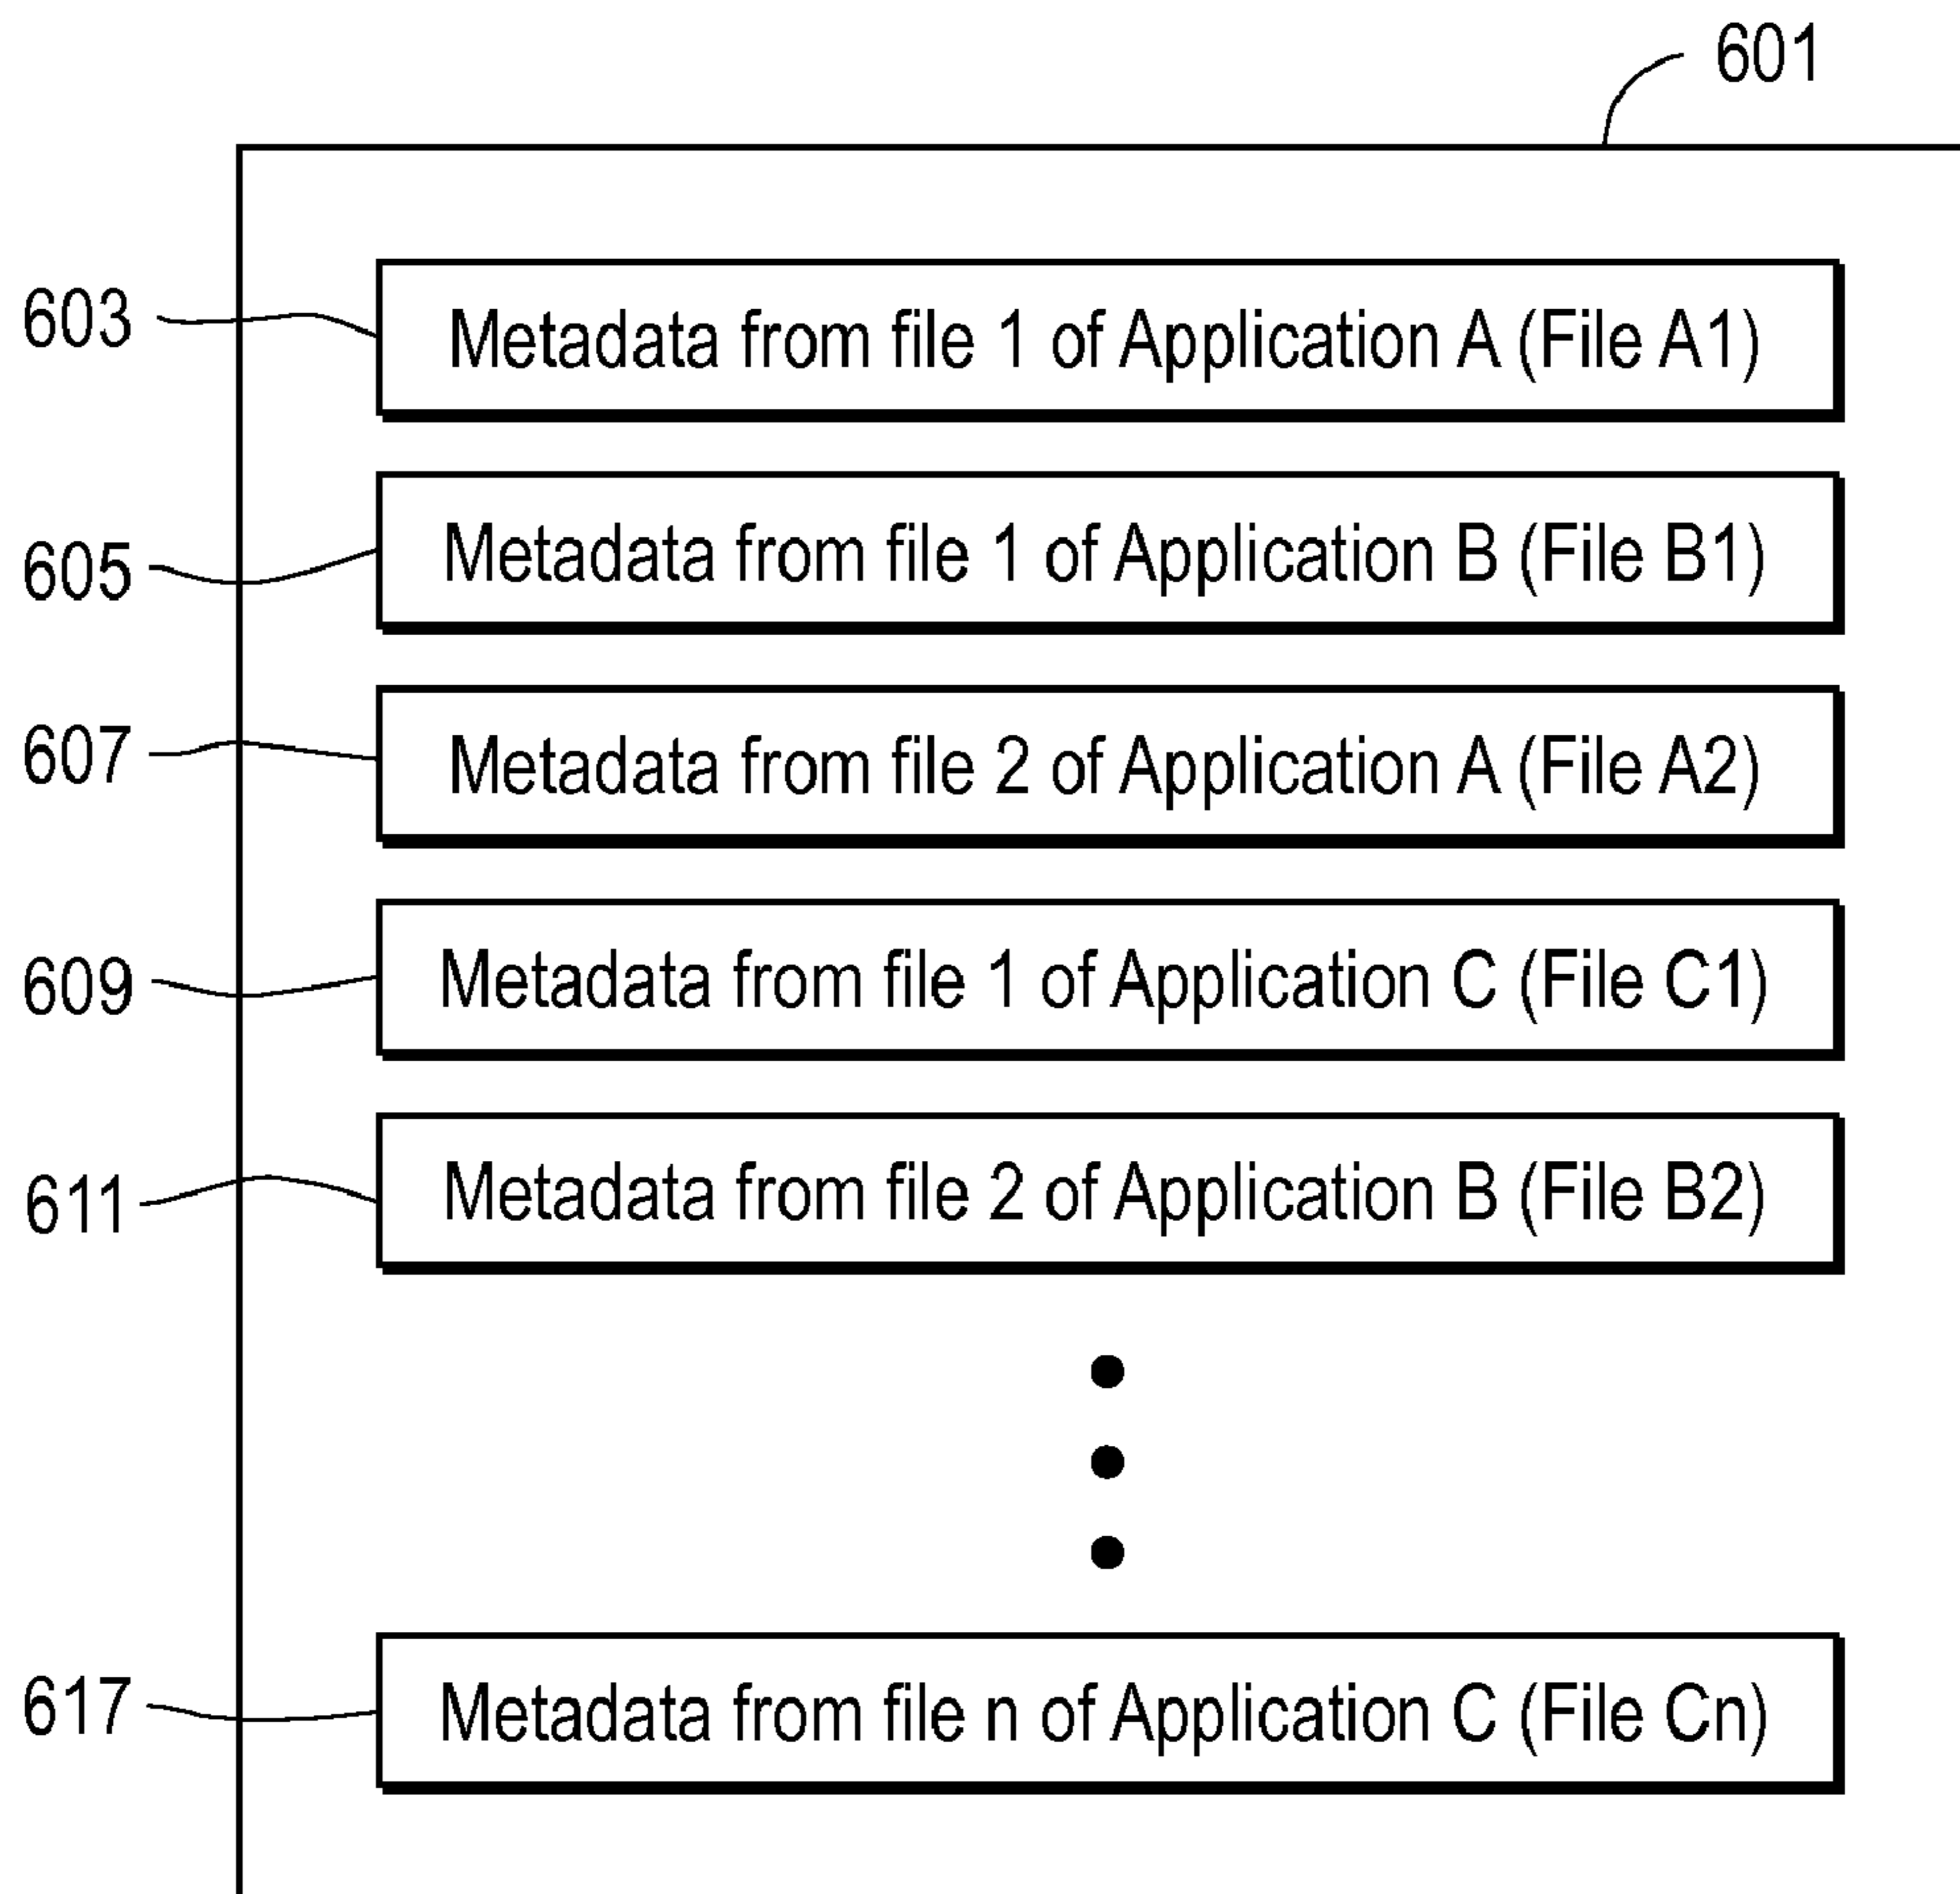 601
603 Metadata from file 1 of Application A (File A1)
605 Metadata from file 1 of Application B (File B1)
607 Metadata from file 2 of Application A (File A2)
609 Metadata from file 1 of Application C (File C1)
611 Metadata from file 2 of Application B (File B2)
617 Metadata from file n of Application C (File Cn)